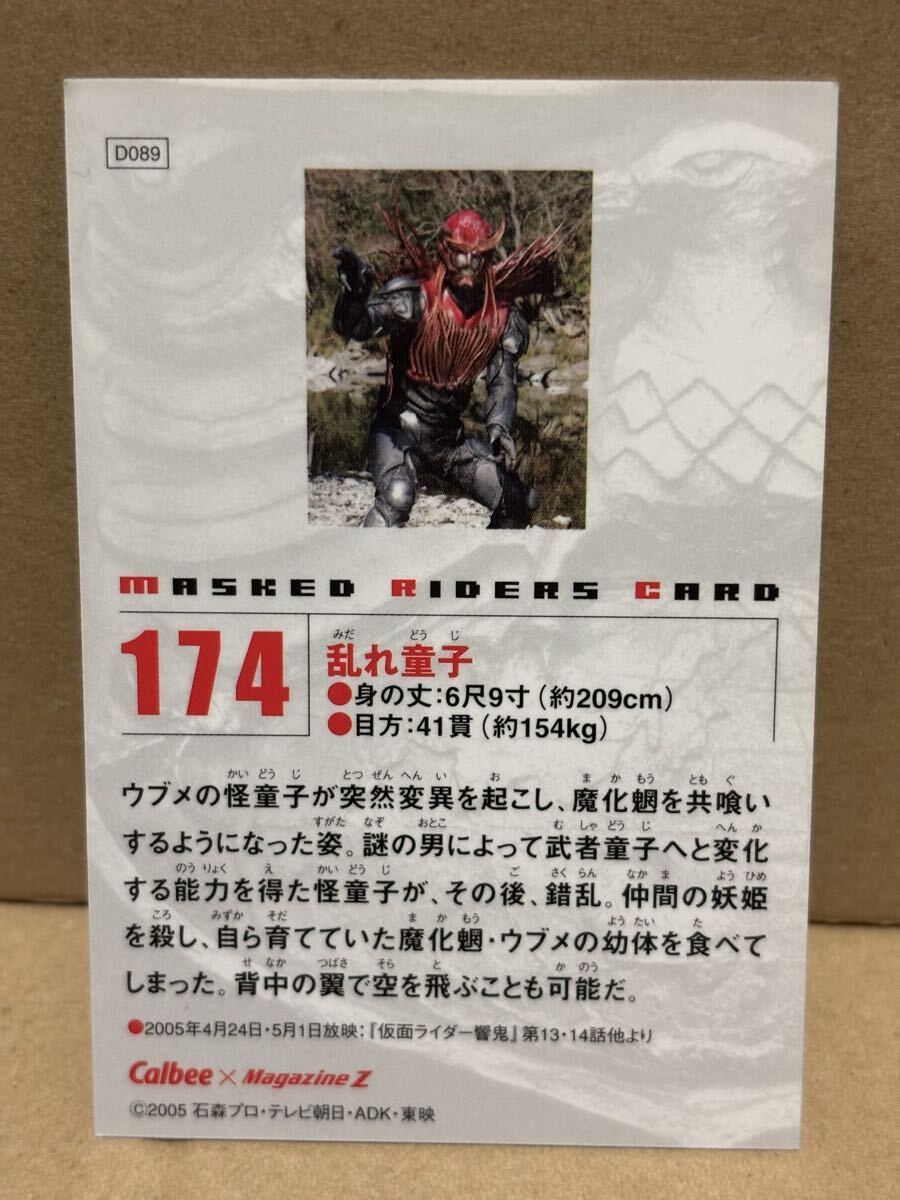 D089
MASKED RIDERS CARD
174
みだ どうじ
乱れ童子
●身の丈:6尺9寸(約209cm)
●目方:41貫(約154kg)
かいどうじ とつぜんへんい お まかもう ともぐ
ウブメの怪童子が突然変異を起こし、魔化魍を共喰い
すがた なぞ おとこ むしゃどうじ へんか
するようになった姿。謎の男によって武者童子へと変化
のうりょく え かいどうじ ご さくらん なかま ようひめ
する能力を得た怪童子が、その後、錯乱。仲間の妖姫
ころ みずか そだ まかもう ようたい た
を殺し、自ら育てていた魔化魍・ウブメの幼体を食べて
せなか つばさ そら と かのう
しまった。背中の翼で空を飛ぶことも可能だ。
●2005年4月24日・5月1日放映:『仮面ライダー響鬼』第13・14話他より
Calbee × Magazine Z
©2005 石森プロ・テレビ朝日・ADK・東映